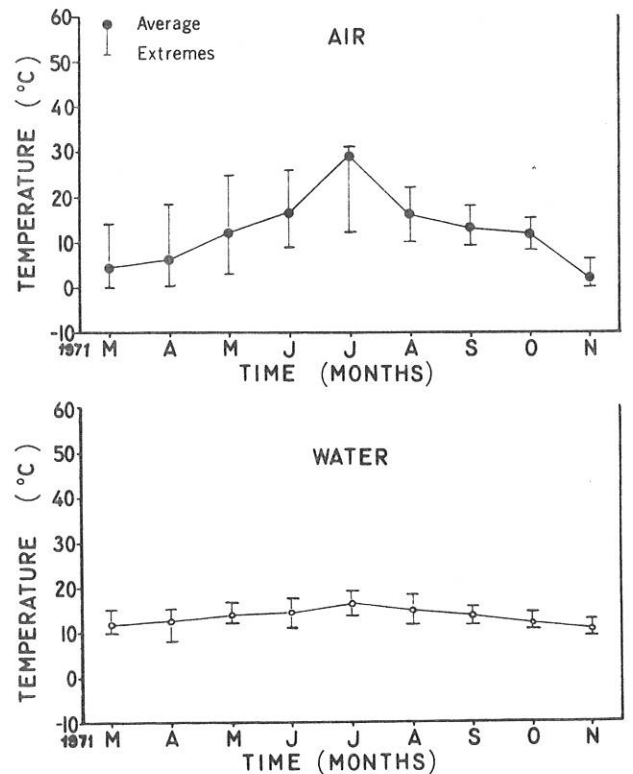 60
50
40
30
20
10
0
-10
TEMPERATURE (°C)
Average
Extremes
AIR
1971 M A M J J A S O N
TIME (MONTHS)
60
50
40
30
20
10
0
-10
TEMPERATURE (°C)
WATER
1971 M A M J J A S O N
TIME (MONTHS)